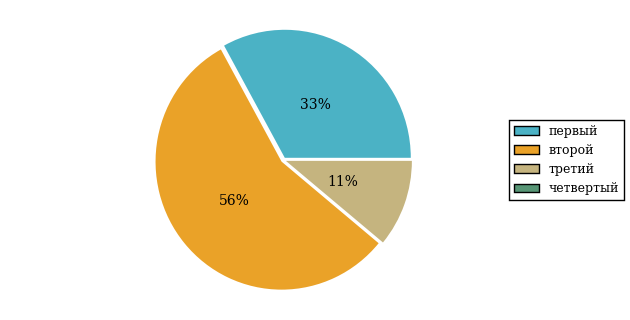 33%
11%
56%
первый
второй
третий
четвертый